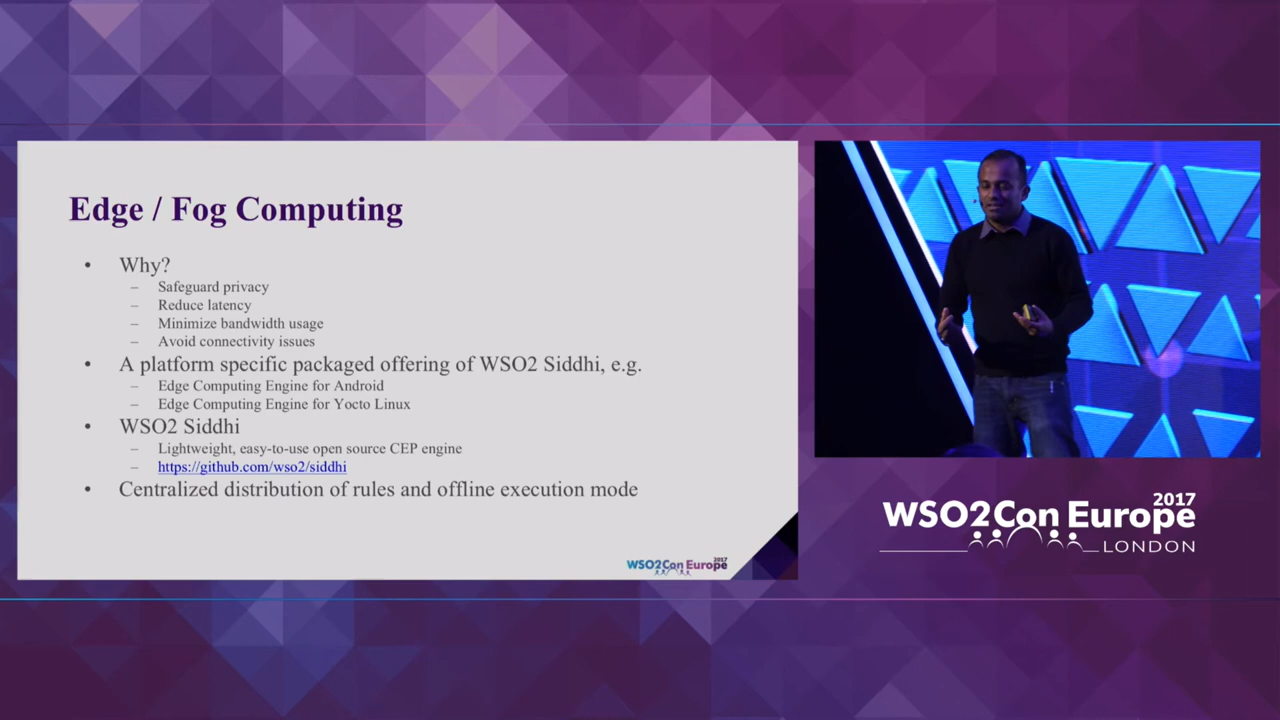 Edge / Fog Computing
• Why?
– Safeguard privacy
– Reduce latency
– Minimize bandwidth usage
– Avoid connectivity issues
• A platform specific packaged offering of WSO2 Siddhi, e.g.
– Edge Computing Engine for Android
– Edge Computing Engine for Yocto Linux
• WSO2 Siddhi
– Lightweight, easy-to-use open source CEP engine
– https://github.com/wso2/siddhi
• Centralized distribution of rules and offline execution mode
WSO2Con Europe 2017
WSO2Con Europe 2017
LONDON